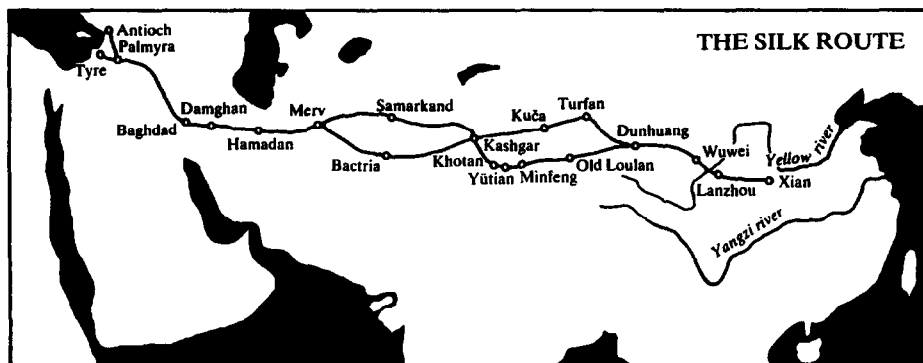 THE SILK ROUTE
Antioch
Palmyra
Tyre
Damghan
Baghdad
Hamadan
Merv
Samarkand
Bactria
Kuča
Turfan
Kashgar
Khotan
Yütian
Minfeng
Old Loulan
Dunhuang
Wuwei
Lanzhou
Xian
Yellow river
Yangzi river